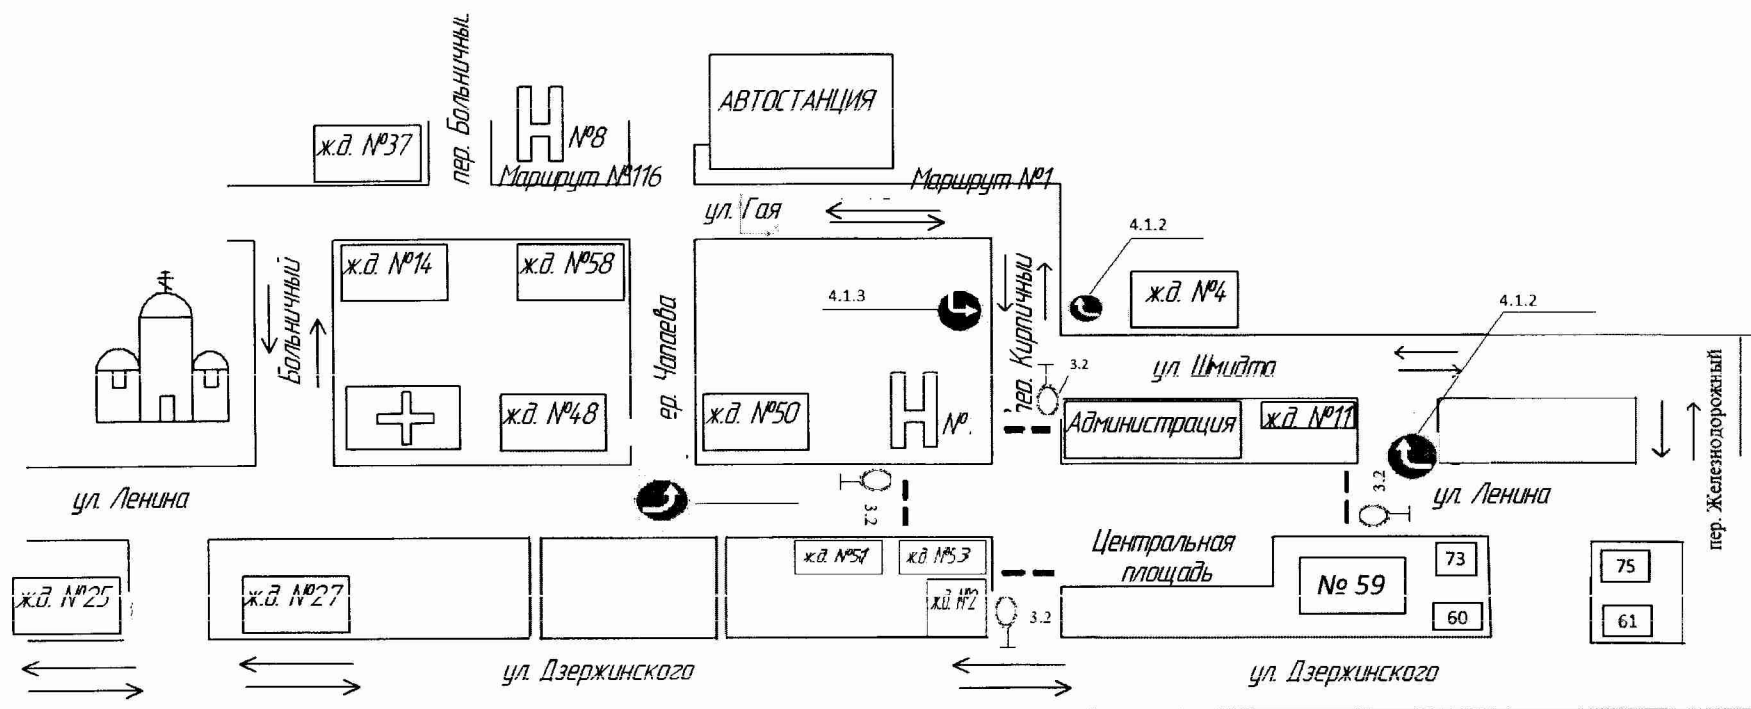 пер. Больничный
АВТОСТАНЦИЯ
ж.д. №37
№8
Маршрут №116
Маршрут №1
ул. Гая
4.1.2
ж.д. №14
ж.д. №58
Больничный
4.1.3
пер. Кирпичный
ж.д. №4
4.1.2
ер. Чапаева
ул. Шмидта
3.2
пер. Железнодорожный
ж.д. №48
ж.д. №50
№.
Администрация
ж.д. №11
ул. Ленина
3.2
3.2
ул. Ленина
Центральная
площадь
ж.д. №51
ж.д. №53
73
75
ж.д. №25
ж.д. №27
ж.д. №2
3.2
№ 59
60
61
ул. Дзержинского
ул. Дзержинского